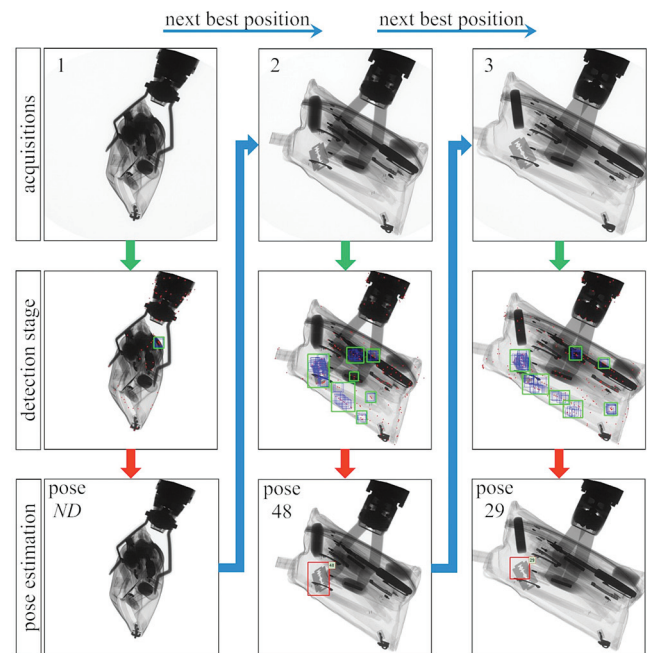 next best position
next best position
acquisitions
1
2
3
detection stage
pose estimation
pose
ND
pose
48
pose
29